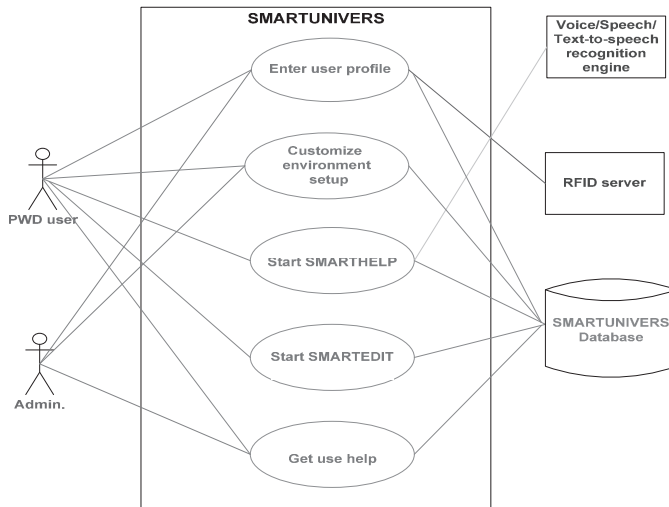 SMARTUNIVERS
Voice/Speech/
Text-to-speech
recognition
engine
Enter user profile
Customize
environment
setup
RFID server
PWD user
Start SMARTHELP
SMARTUNIVERS
Database
Start SMARTEDIT
Admin.
Get use help